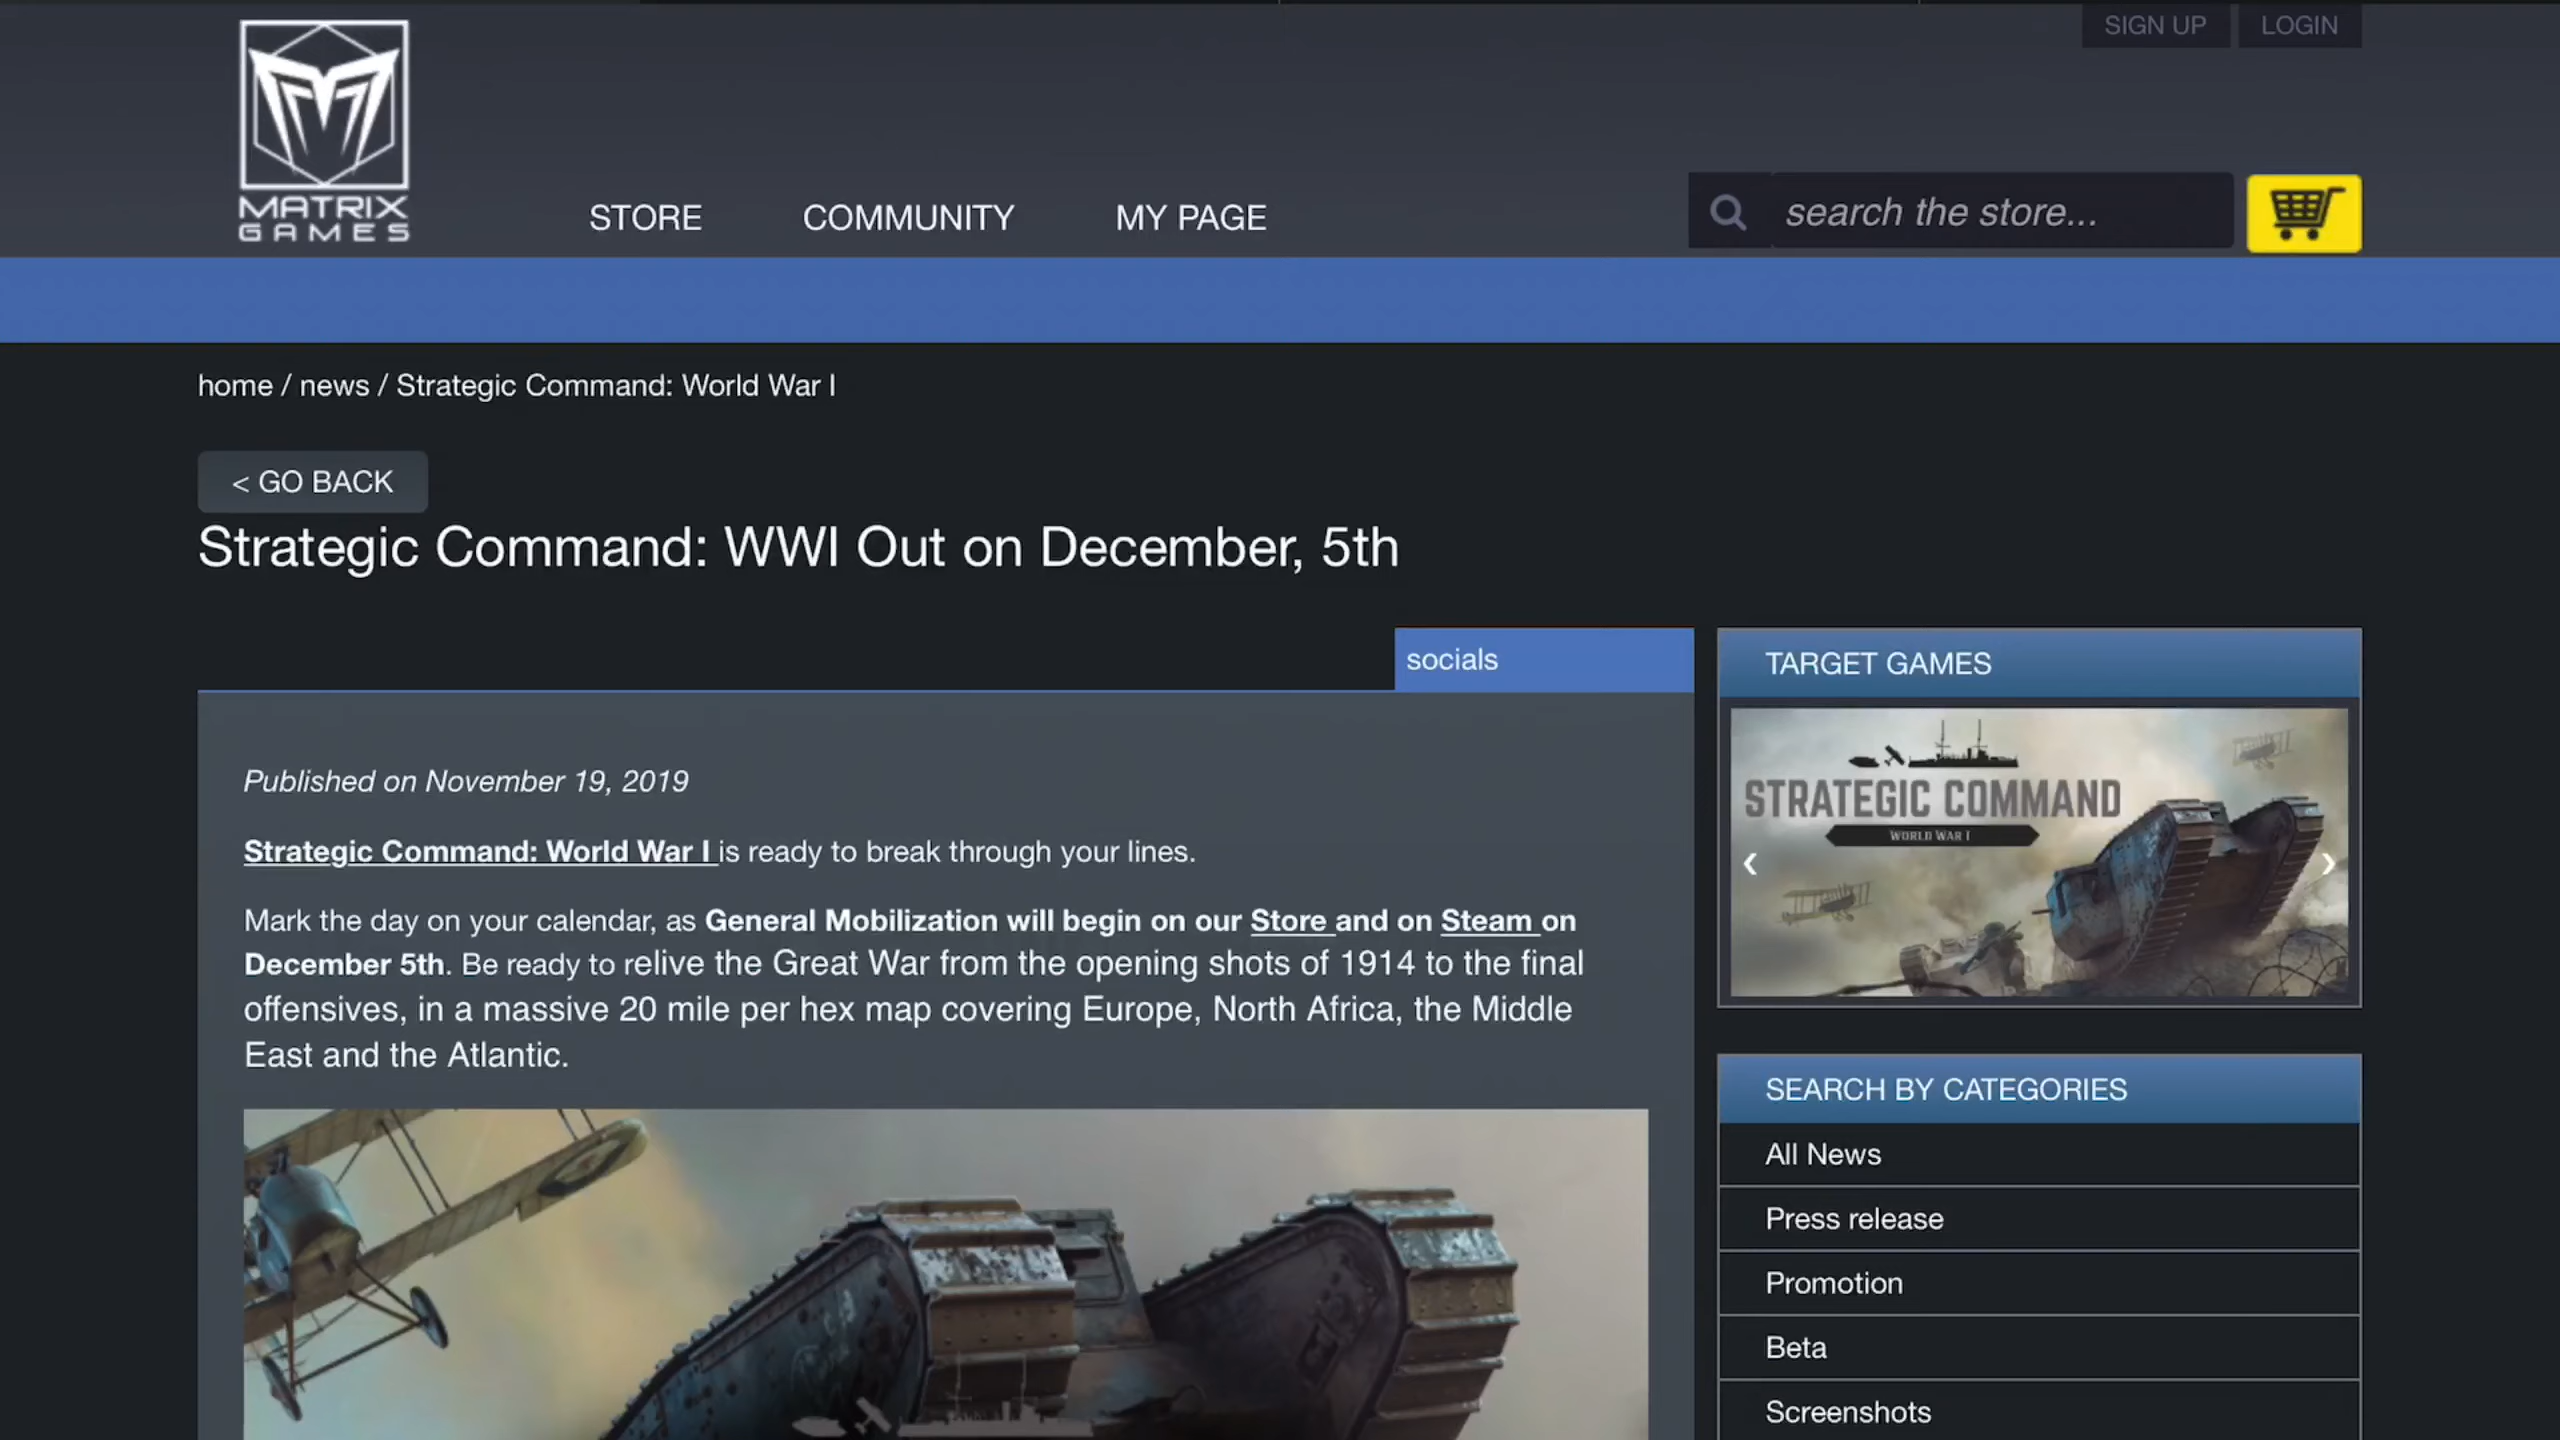 SIGN UP
LOGIN
MATRIX
GAMES
STORE
COMMUNITY
MY PAGE
search the store...
home / news / Strategic Command: World War I
< GO BACK
Strategic Command: WWI Out on December, 5th
socials
Published on November 19, 2019
Strategic Command: World War I is ready to break through your lines.
Mark the day on your calendar, as General Mobilization will begin on our Store and on Steam on
December 5th. Be ready to relive the Great War from the opening shots of 1914 to the final
offensives, in a massive 20 mile per hex map covering Europe, North Africa, the Middle
East and the Atlantic.
TARGET GAMES
STRATEGIC COMMAND
WORLD WAR I
SEARCH BY CATEGORIES
All News
Press release
Promotion
Beta
Screenshots